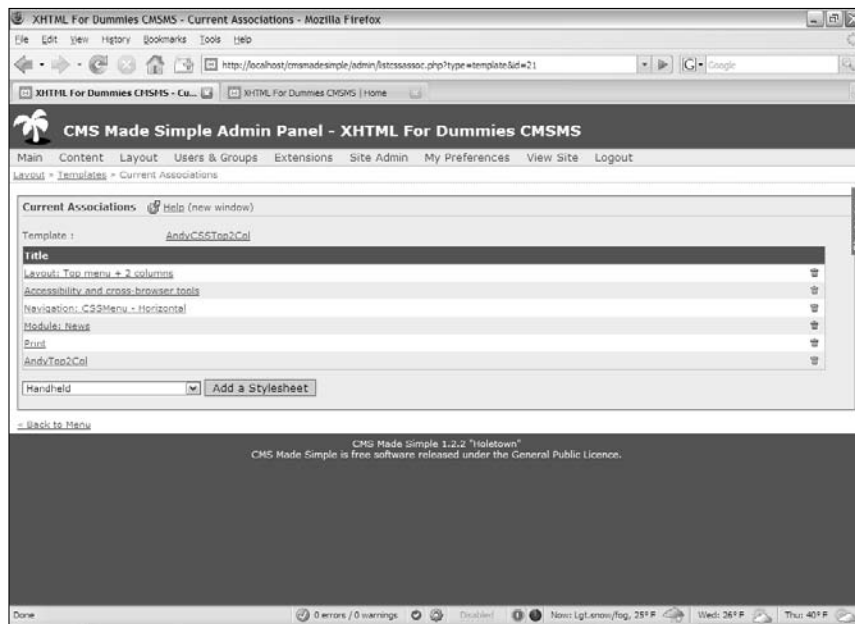 XHTML For Dummies CMSMS - Current Associations - Mozilla Firefox
File Edit View History Bookmarks Tools Help
http://localhost/cmsmadesimple/admin/listcssassoc.php?type=template&id=21
G Google
XHTML For Dummies CMSMS - Cu... XHTML For Dummies CMSMS | Home
CMS Made Simple Admin Panel - XHTML For Dummies CMSMS
Main Content Layout Users & Groups Extensions Site Admin My Preferences View Site Logout
Layout » Templates » Current Associations
Current Associations Help (new window)
Template : AndyCSSTop2Col
Title
Layout: Top menu + 2 columns
Accessibility and cross-browser tools
Navigation: CSSMenu - Horizontal
Module: News
Print
AndyTop2Col
Handheld Add a Stylesheet
« Back to Menu
CMS Made Simple 1.2.2 "Holetown"
CMS Made Simple is free software released under the General Public Licence.
Done 0 errors / 0 warnings Disabled Now: Lgt.snow/fog, 25° F Wed: 26° F Thu: 40° F